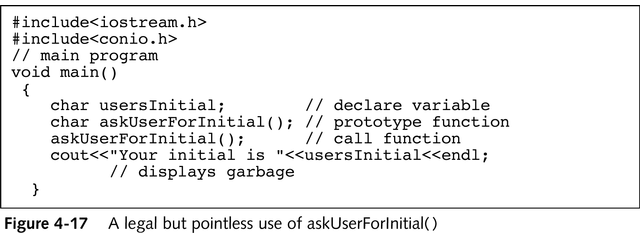 #include<iostream.h>
#include<conio.h>
// main program
void main()
{
char usersInitial; // declare variable
char askUserForInitial(); // prototype function
askUserForInitial(); // call function
cout<<"Your initial is "<<usersInitial<<endl;
// displays garbage
}
Figure 4-17 A legal but pointless use of askUserForInitial()